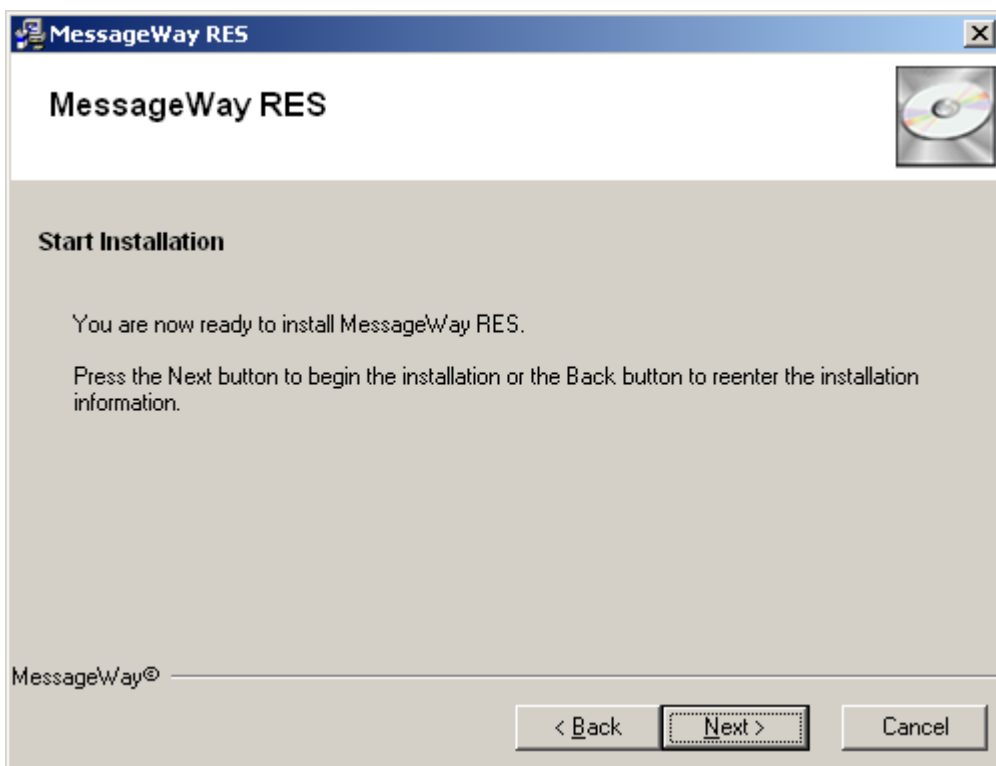 MessageWay RES
MessageWay RES
Start Installation
You are now ready to install MessageWay RES.
Press the Next button to begin the installation or the Back button to reenter the installation
information.
MessageWay©
< Back
Next >
Cancel